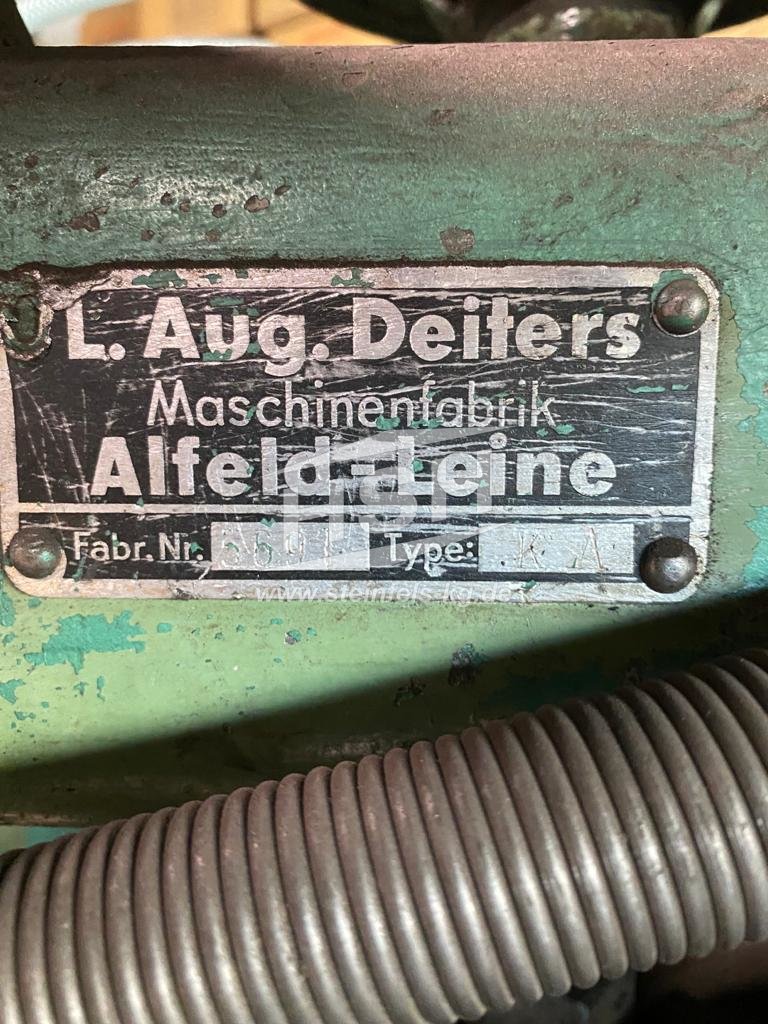 L. Aug. Deiters
Maschinenfabrik
Alfeld-Leine
Fabr. Nr. Type: K A
www.steinfels-kg.de